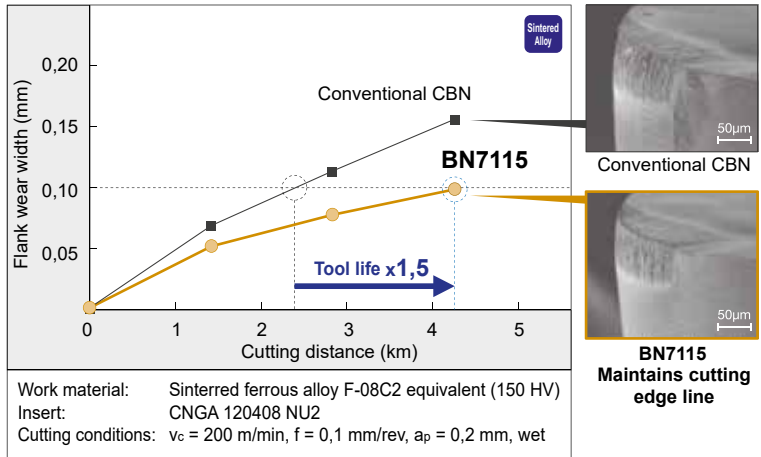 Sintered
Alloy
Flank wear width (mm)
0,20
0,15
0,10
0,05
0
1
2
3
4
5
Cutting distance (km)
Conventional CBN
BN7115
Tool life x1,5
50µm
Conventional CBN
50µm
BN7115
Maintains cutting
edge line
Work material: Sinterred ferrous alloy F-08C2 equivalent (150 HV)
Insert: CNGA 120408 NU2
Cutting conditions: vc = 200 m/min, f = 0,1 mm/rev, ap = 0,2 mm, wet